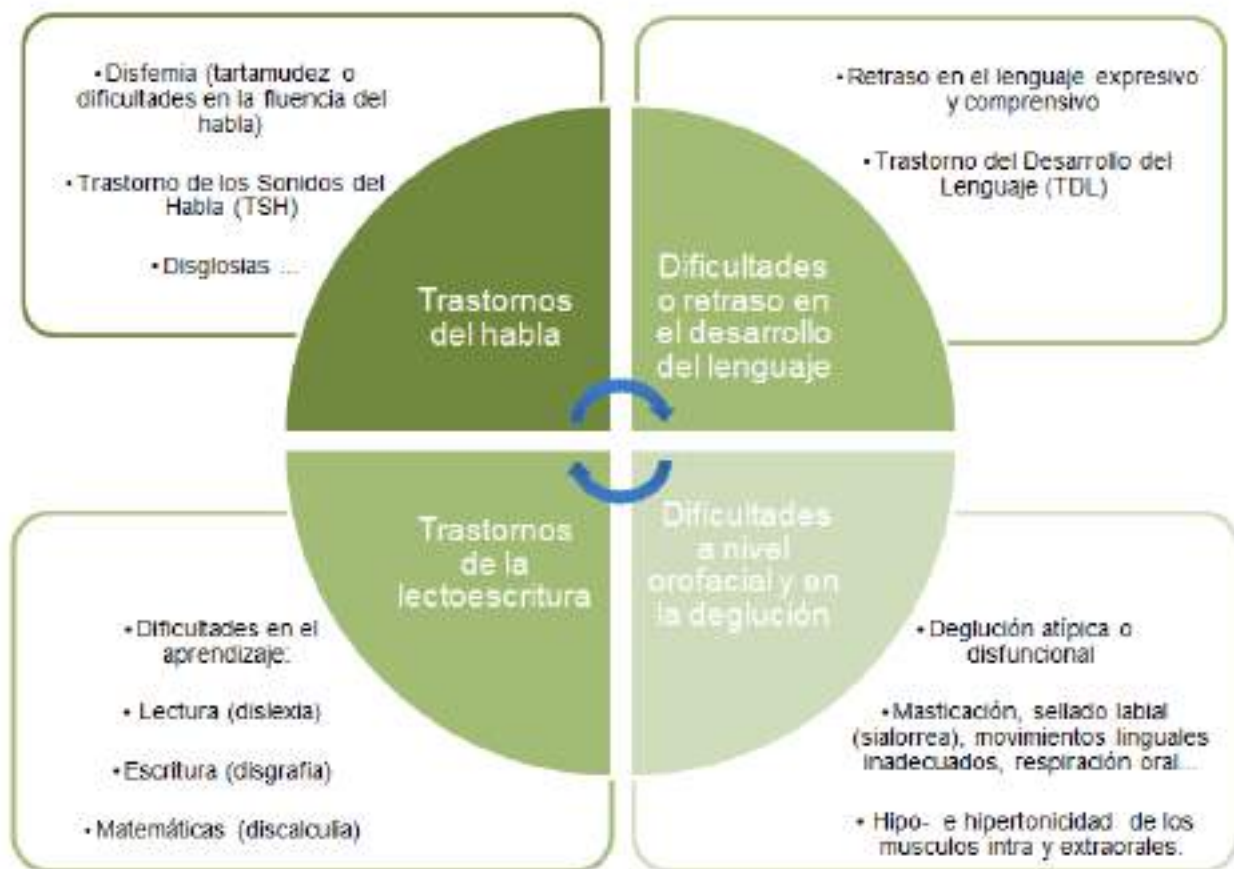 •Disfemia (tartamudez o
dificultades en la fluencia del
habla)
•Trastorno de los Sonidos del
Habla (TSH)
•Disglosias ...
•Retraso en el lenguaje expresivo
y comprensivo
•Trastorno del Desarrollo del
Lenguaje (TDL)
Trastornos
del habla
Dificultades
o retraso en
el desarrollo
del lenguaje
Trastornos
de la
lectoescritura
Dificultades
a nivel
orofacial y en
la deglución
•Dificultades en el
aprendizaje:
•Lectura (dislexia)
•Escritura (disgrafia)
•Matemáticas (discalculia)
•Deglución atípica o
disfuncional
•Masticación, sellado labial
(sialorrea), movimientos linguales
inadecuados, respiración oral...
•Hipo- e hipertonicidad de los
musculos intra y extraorales.